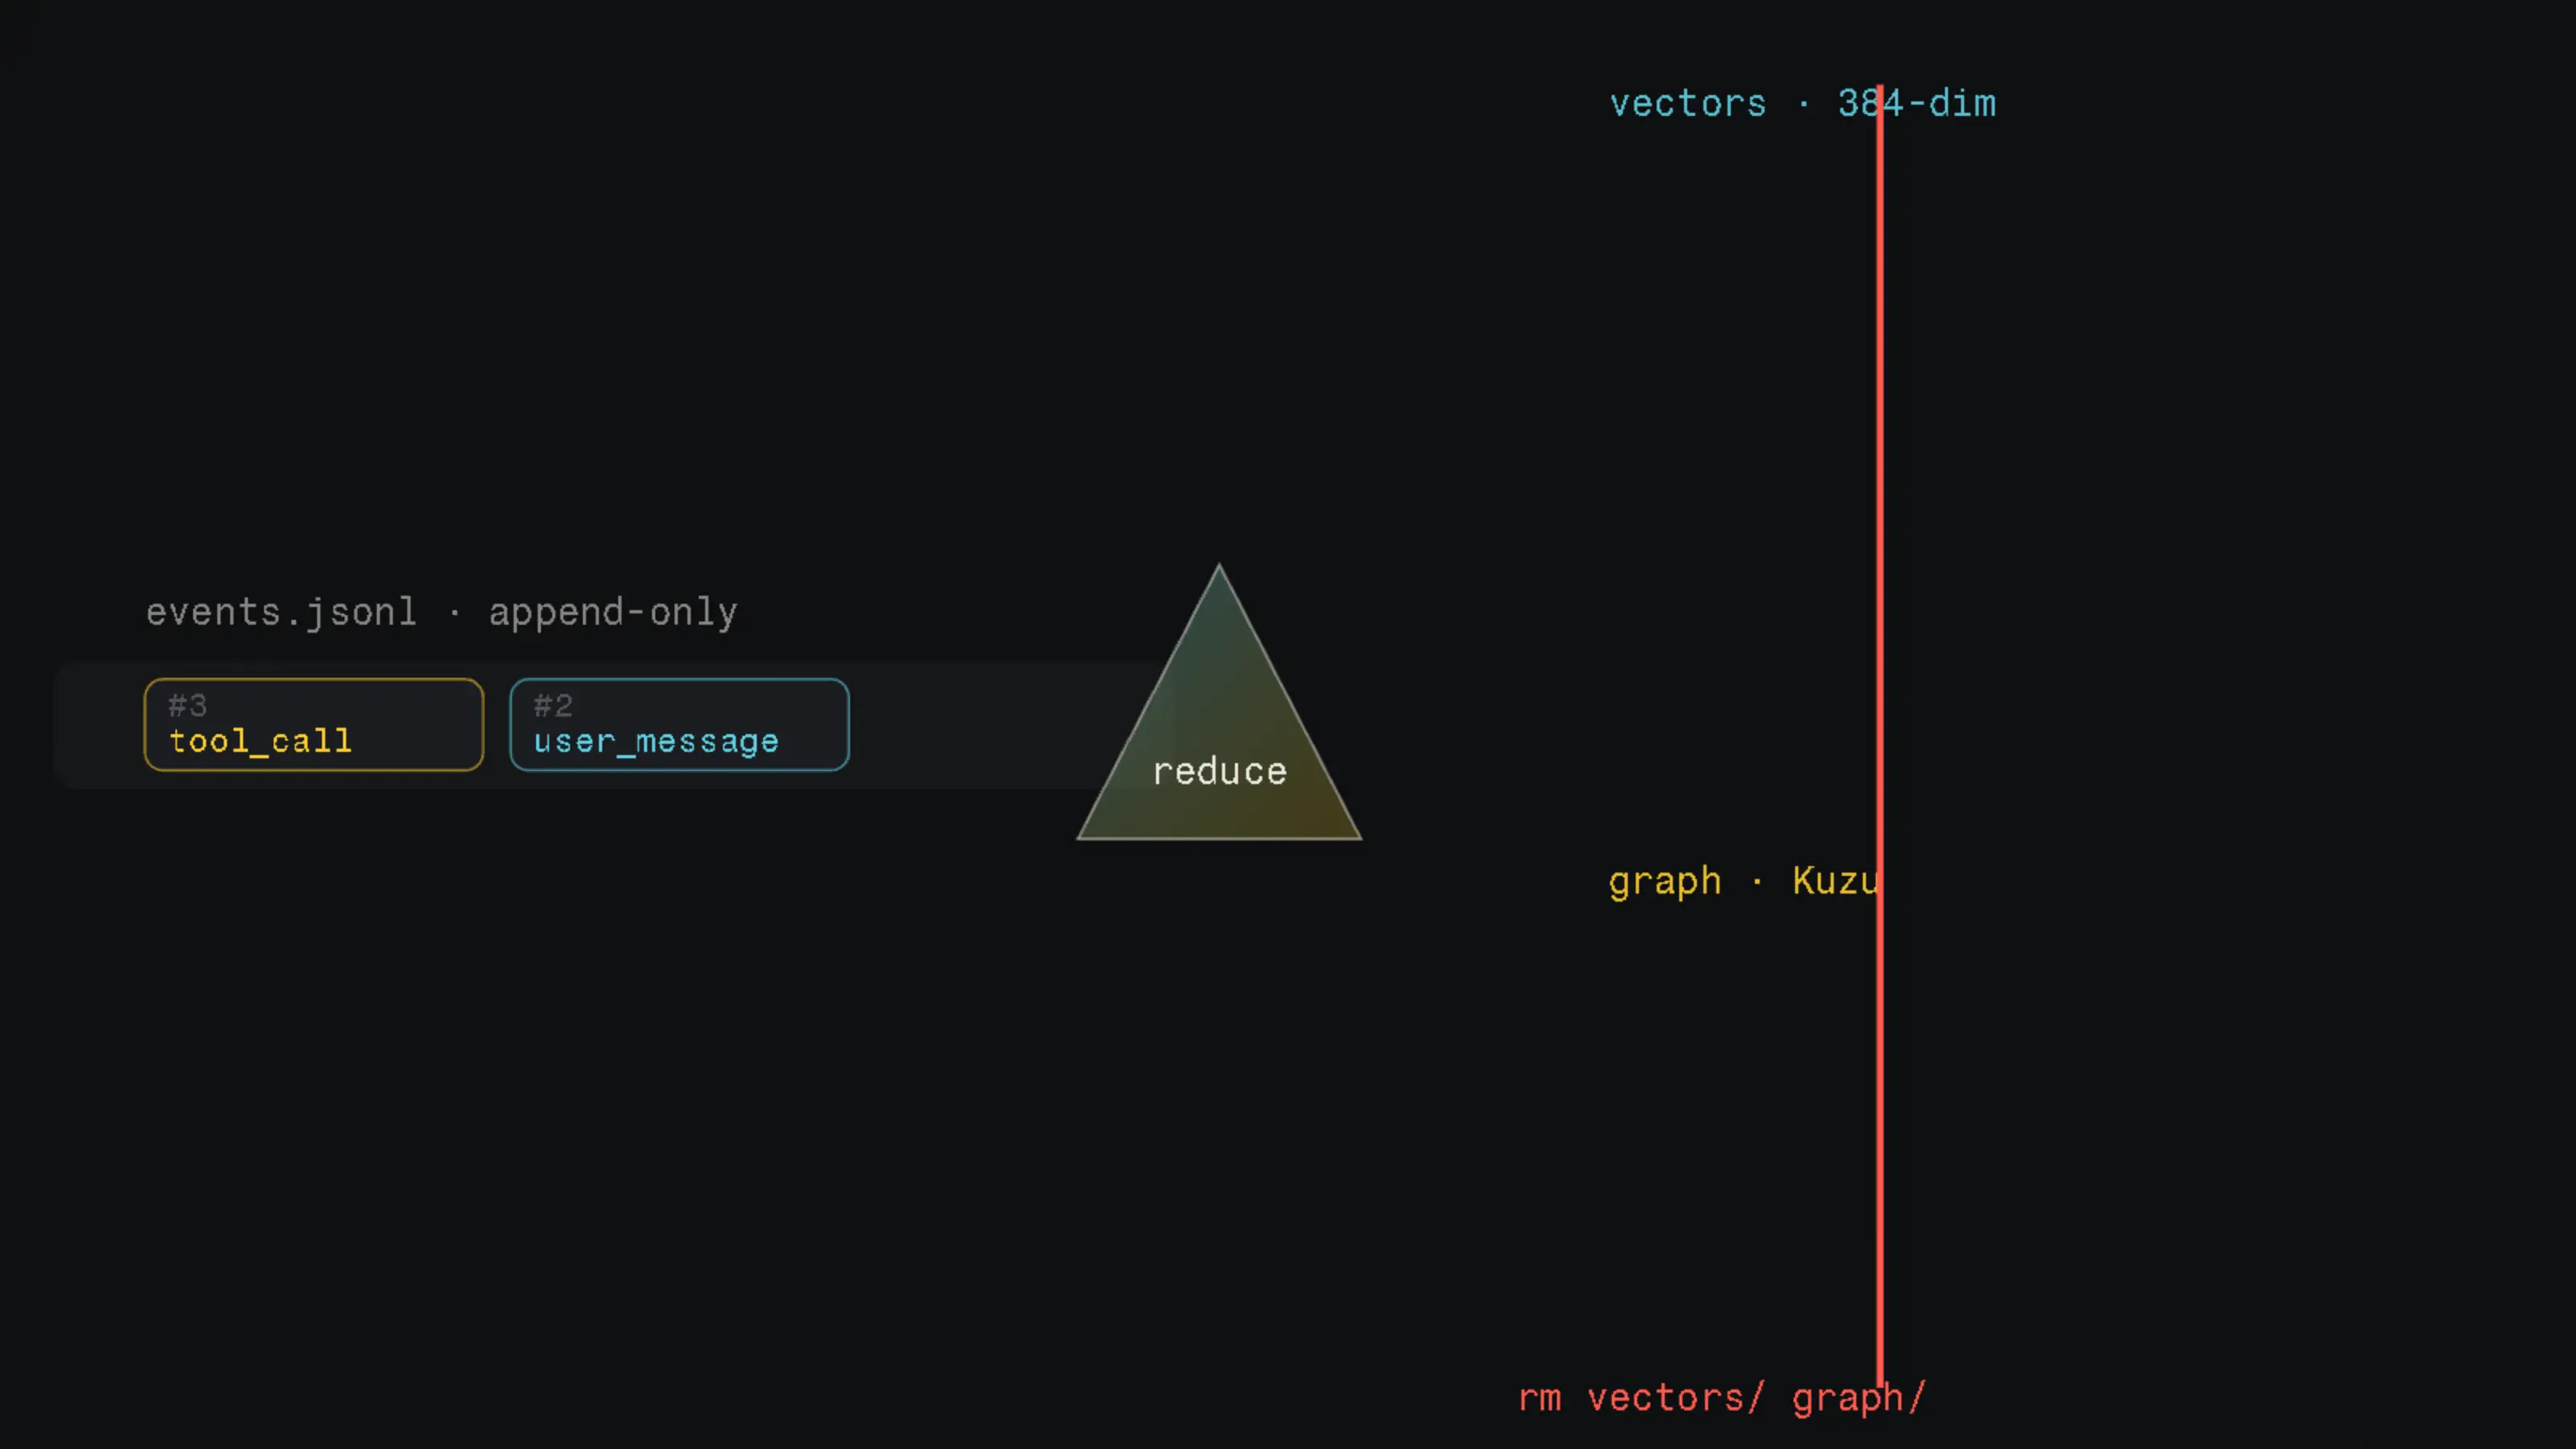 vectors · 384-dim
events.jsonl · append-only
#3
tool_call
#2
user_message
reduce
graph · Kuzu
rm vectors/ graph/